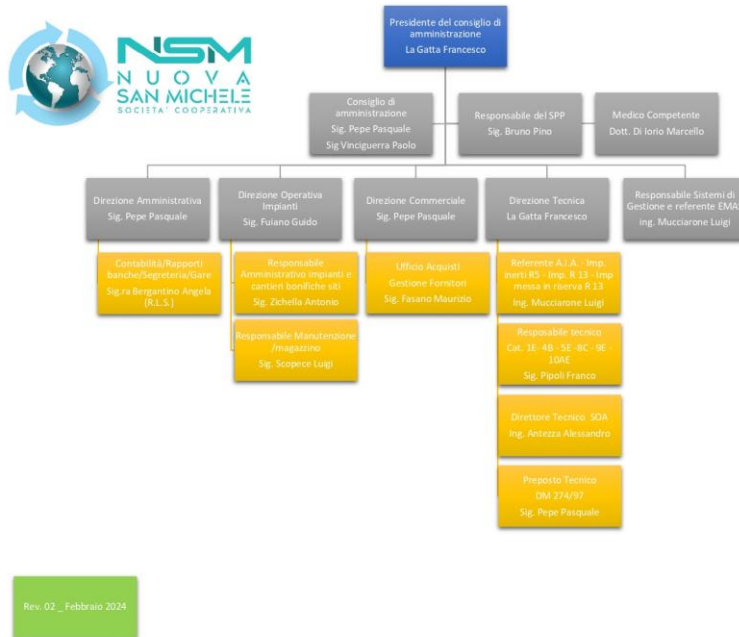 NSM
NUOVA
SAN MICHELE
SOCIETA' COOPERATIVA
Presidente del consiglio di
amministrazione
La Gatta Francesco
Consiglio di
amministrazione
Sig. Pepe Pasquale
Sig Vinciguerra Paolo
Responsabile del SPP
Sig. Bruno Pino
Medico Competente
Dott. Di Iorio Marcello
Direzione Amministrativa
Sig. Pepe Pasquale
Direzione Operativa
Impianti
Sig. Fuiano Guido
Direzione Commerciale
Sig. Pepe Pasquale
Direzione Tecnica
La Gatta Francesco
Responsabile Sistemi di
Gestione e referente EMAS
ing. Mucciarone Luigi
Contabilità/Rapporti
banche/Segreteria/Gare
Sig.ra Bergantino Angela
(R.L.S.)
Responsabile
Amministrativo impianti e
cantieri bonifiche siti
Sig. Zichella Antonio
Responsabile Manutenzione
/magazzino
Sig. Scopece Luigi
Ufficio Acquisti
Gestione Fornitori
Sig. Fasano Maurizio
Referente A.I.A. - Imp.
inerti R5 - Imp. R 13 - Imp
messa in riserva R 13
Ing. Mucciarone Luigi
Resposabile tecnico
Cat. 1E- 4B - 5E -8C - 9E -
10AE
Sig. Pipoli Franco
Direttore Tecnico SOA
Ing. Antezza Alessandro
Preposto Tecnico
DM 274/97
Sig. Pepe Pasquale
Rev. 02 _ Febbraio 2024